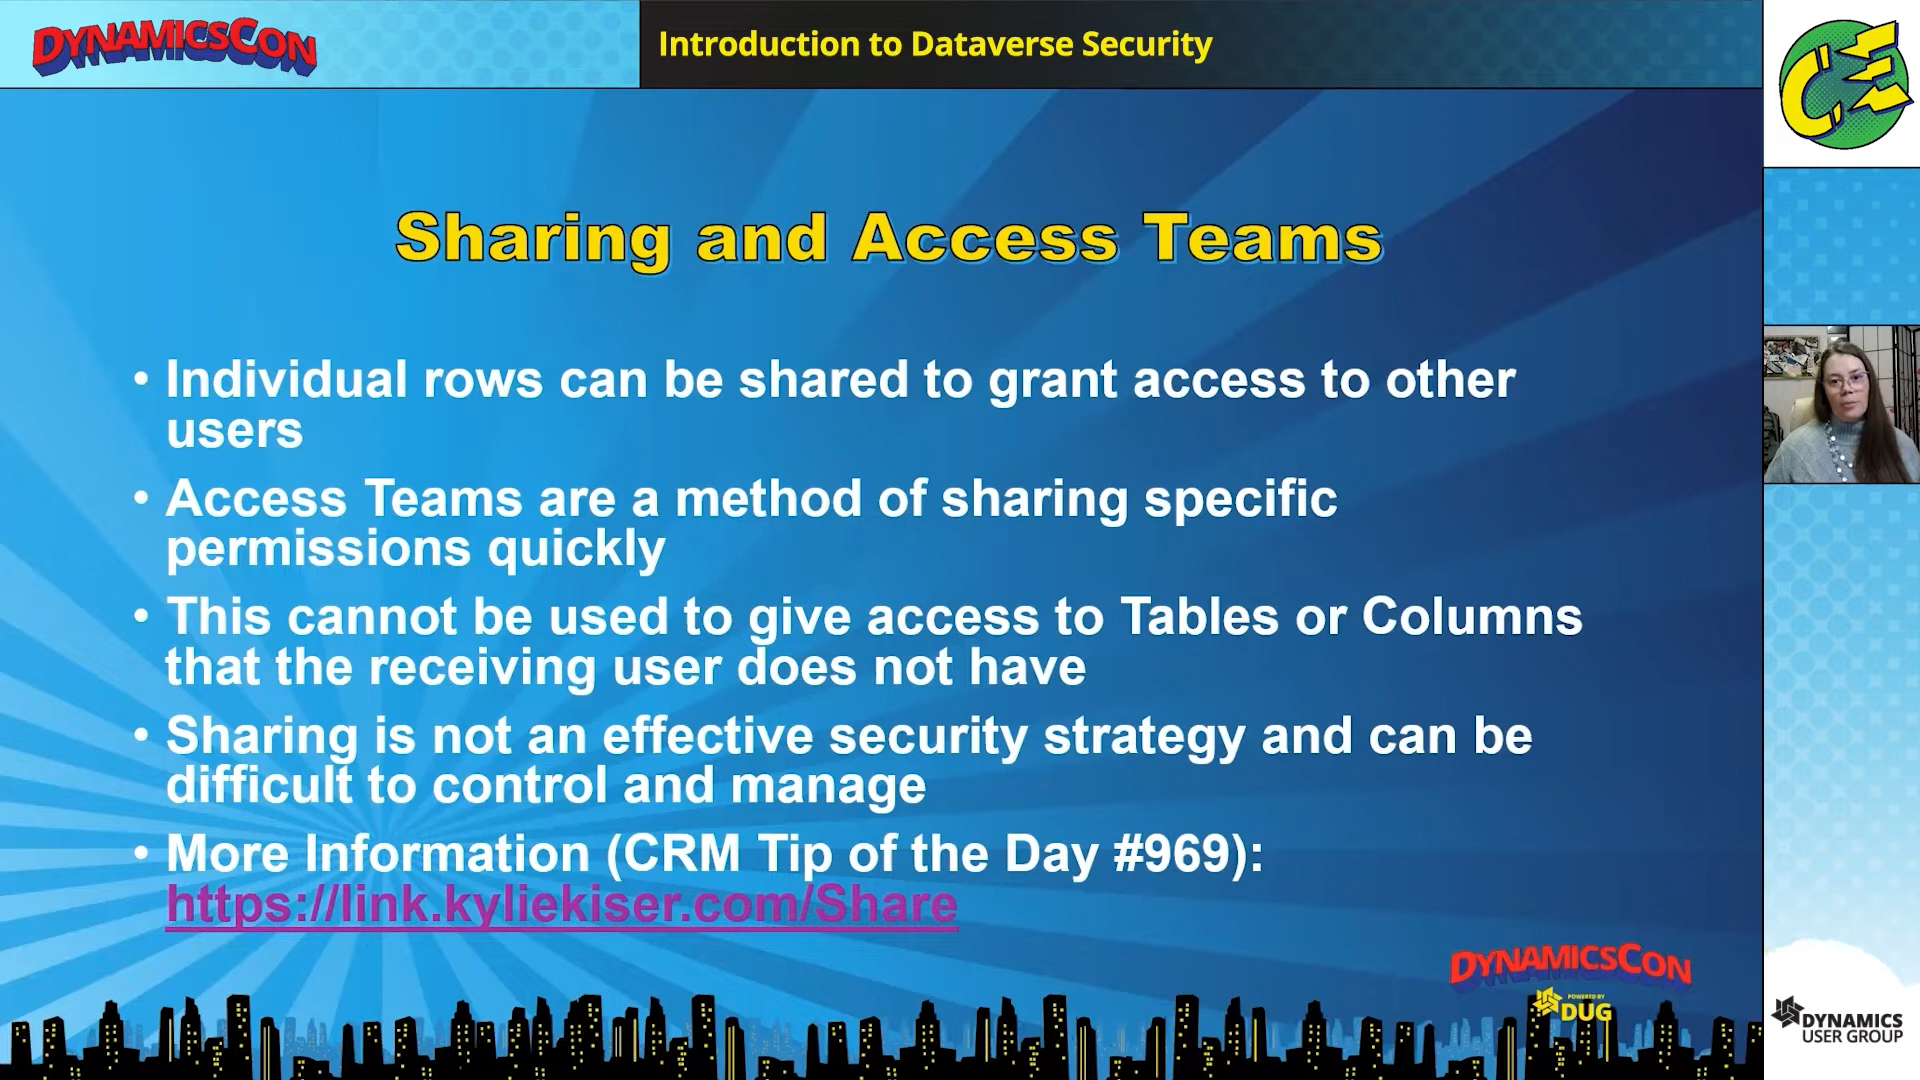 DYNAMICSCON
Introduction to Dataverse Security
CE
Sharing and Access Teams
• Individual rows can be shared to grant access to other
users
• Access Teams are a method of sharing specific
permissions quickly
• This cannot be used to give access to Tables or Columns
that the receiving user does not have
• Sharing is not an effective security strategy and can be
difficult to control and manage
• More Information (CRM Tip of the Day #969):
https://link.kyliekiser.com/Share
DYNAMICSCON
POWERED BY
DUG
DYNAMICS
USER GROUP